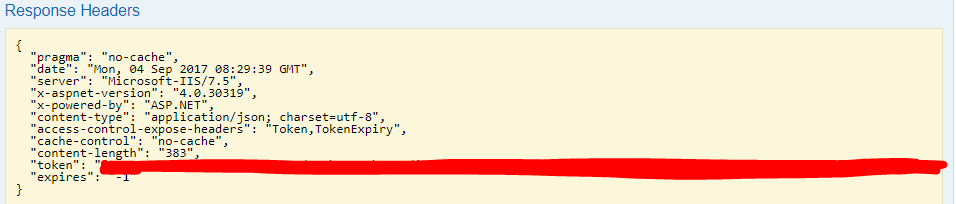 Response Headers
{
  "pragma": "no-cache",
  "date": "Mon, 04 Sep 2017 08:29:39 GMT",
  "server": "Microsoft-IIS/7.5",
  "x-aspnet-version": "4.0.30319",
  "x-powered-by": "ASP.NET",
  "content-type": "application/json; charset=utf-8",
  "access-control-expose-headers": "Token,TokenExpiry",
  "cache-control": "no-cache",
  "content-length": "383",
  "token": "
  "expires": "-1"
}